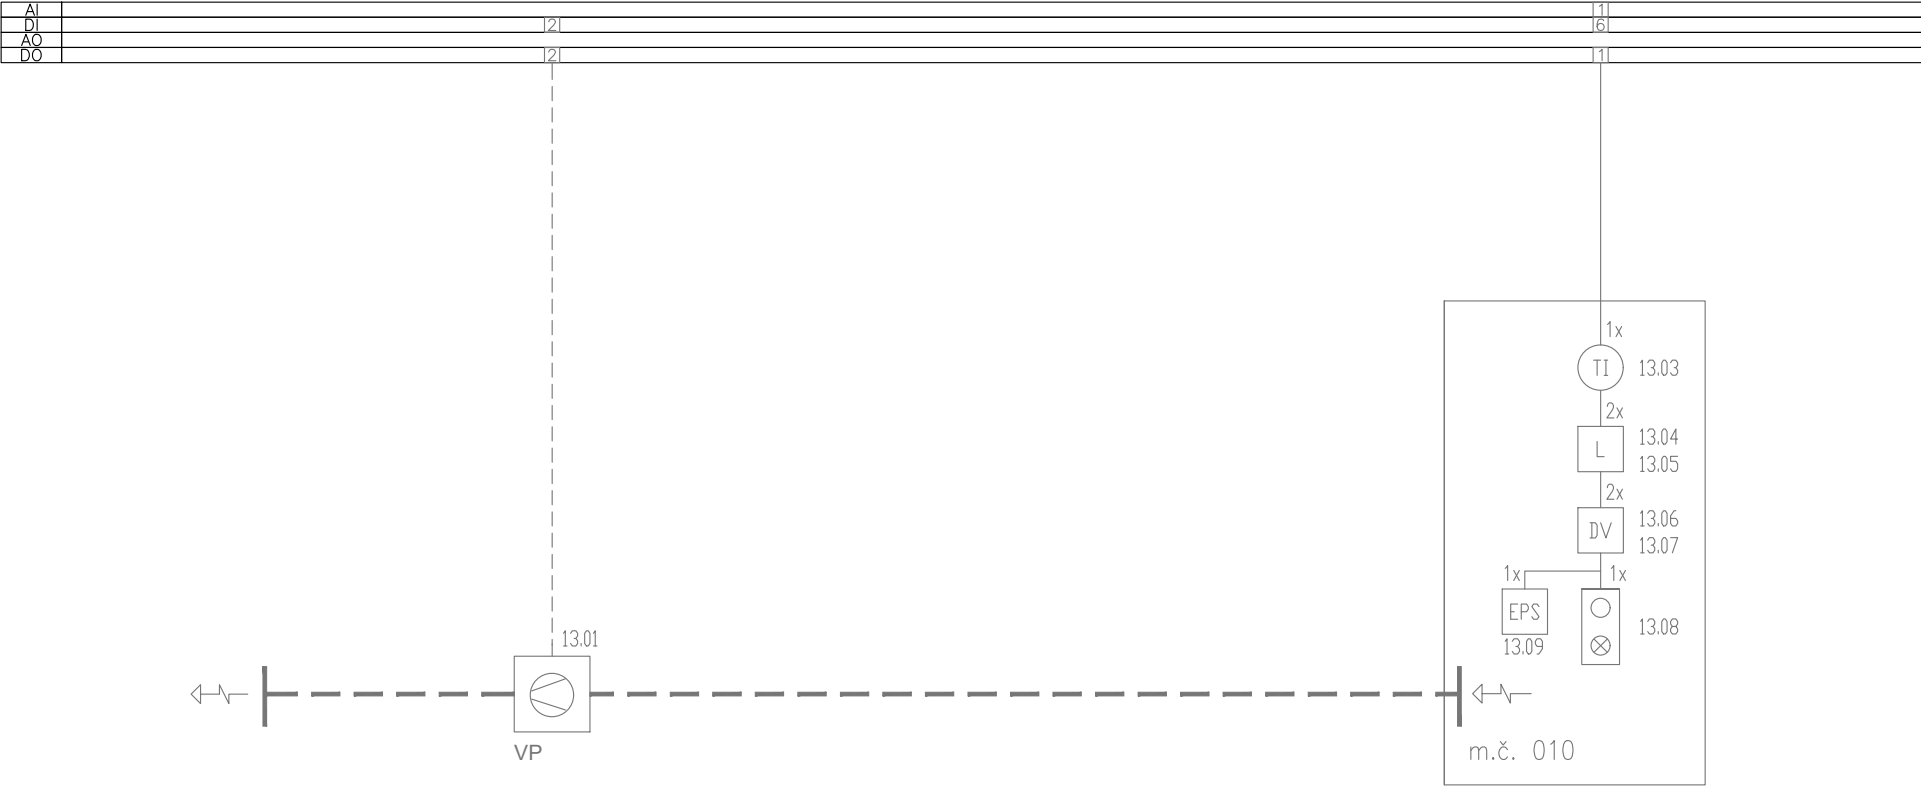 AI 1
DI 2 6
AO
DO 2 1
1x
TI 13.03
2x
L 13.04
13.05
2x
DV 13.06
13.07
1x 1x
EPS
13.08
13.09
13.01
VP
m.č. 010